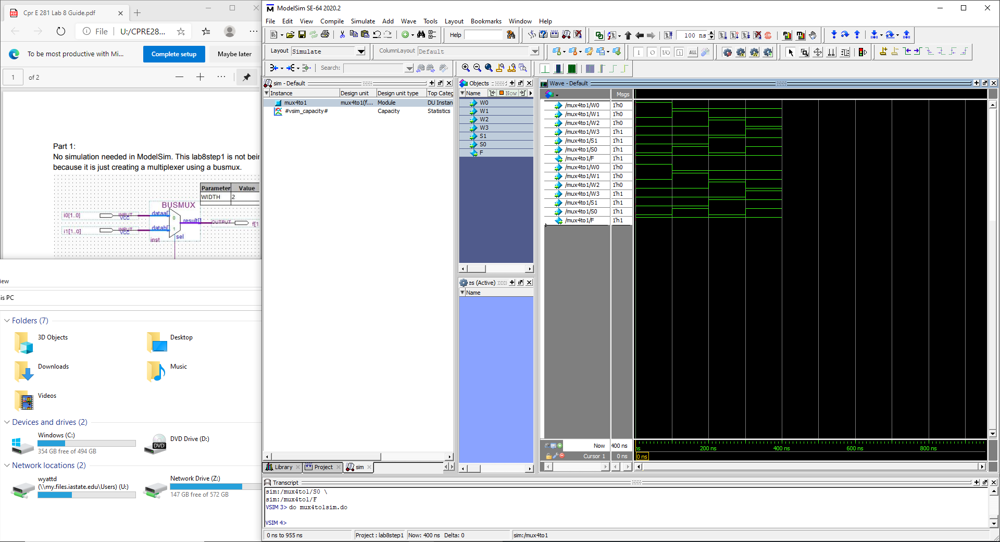 Cpr E 281 Lab 8 Guide.pdf
File
U:/CPRE28...
To be most productive with Mi...
Complete setup
Maybe later
1
of 2
Part 1:
No simulation needed in ModelSim. This lab8step1 is not bein
because it is just creating a multiplexer using a busmux.
Parameter Value
WIDTH 2
BUSMUX
i0[1..0] INPUT VCC dataa[] 0 result[] OUTPUT f[1
i1[1..0] INPUT VCC datab[] 1
inst sel
iew
is PC
Folders (7)
3D Objects
Desktop
Downloads
Music
Videos
Devices and drives (2)
Windows (C:)
354 GB free of 494 GB
DVD
DVD Drive (D:)
Network locations (2)
wyattd
(\\my.files.iastate.edu\Users) (U:)
Network Drive (Z:)
147 GB free of 572 GB
ModelSim SE-64 2020.2
File Edit View Compile Simulate Add Wave Tools Layout Bookmarks Window Help
Help
100 ns
Layout Simulate
ColumnLayout Default
Search:
sim - Default
Instance Design unit Design unit type Top Categ
mux4to1 mux4to1(f... Module DU Instan
#vsim_capacity# Capacity Statistics
Library Project sim
Objects
Name Now
W0
W1
W2
W3
S1
S0
F
es (Active)
Name
Wave - Default
Msgs
/mux4to1/W0 1'h0
/mux4to1/W1 1'h0
/mux4to1/W2 1'h0
/mux4to1/W3 1'h1
/mux4to1/S1 1'h1
/mux4to1/S0 1'h1
/mux4to1/F 1'h1
/mux4to1/W0 1'h0
/mux4to1/W1 1'h0
/mux4to1/W2 1'h0
/mux4to1/W3 1'h1
/mux4to1/S1 1'h1
/mux4to1/S0 1'h1
/mux4to1/F 1'h1
Now 400 ns
ns 200 ns 400 ns 600 ns 800 ns
Cursor 1 0 ns
0 ns
Transcript
sim:/mux4to1/S0 \
sim:/mux4to1/F
VSIM 3> do mux4to1sim.do
VSIM 4>
0 ns to 955 ns
Project : lab8step1
Now: 400 ns Delta: 0
sim:/mux4to1